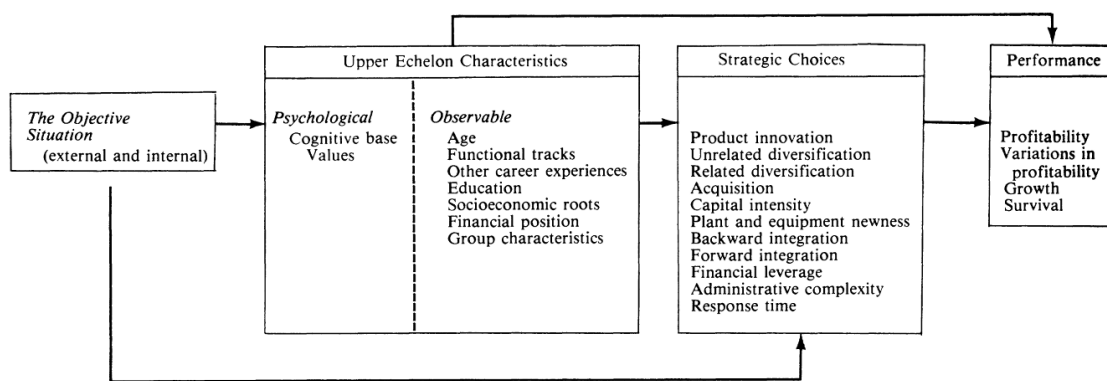 The Objective
Situation
(external and internal)
Upper Echelon Characteristics
Psychological
Cognitive base
Values
Observable
Age
Functional tracks
Other career experiences
Education
Socioeconomic roots
Financial position
Group characteristics
Strategic Choices
Product innovation
Unrelated diversification
Related diversification
Acquisition
Capital intensity
Plant and equipment newness
Backward integration
Forward integration
Financial leverage
Administrative complexity
Response time
Performance
Profitability
Variations in
profitability
Growth
Survival